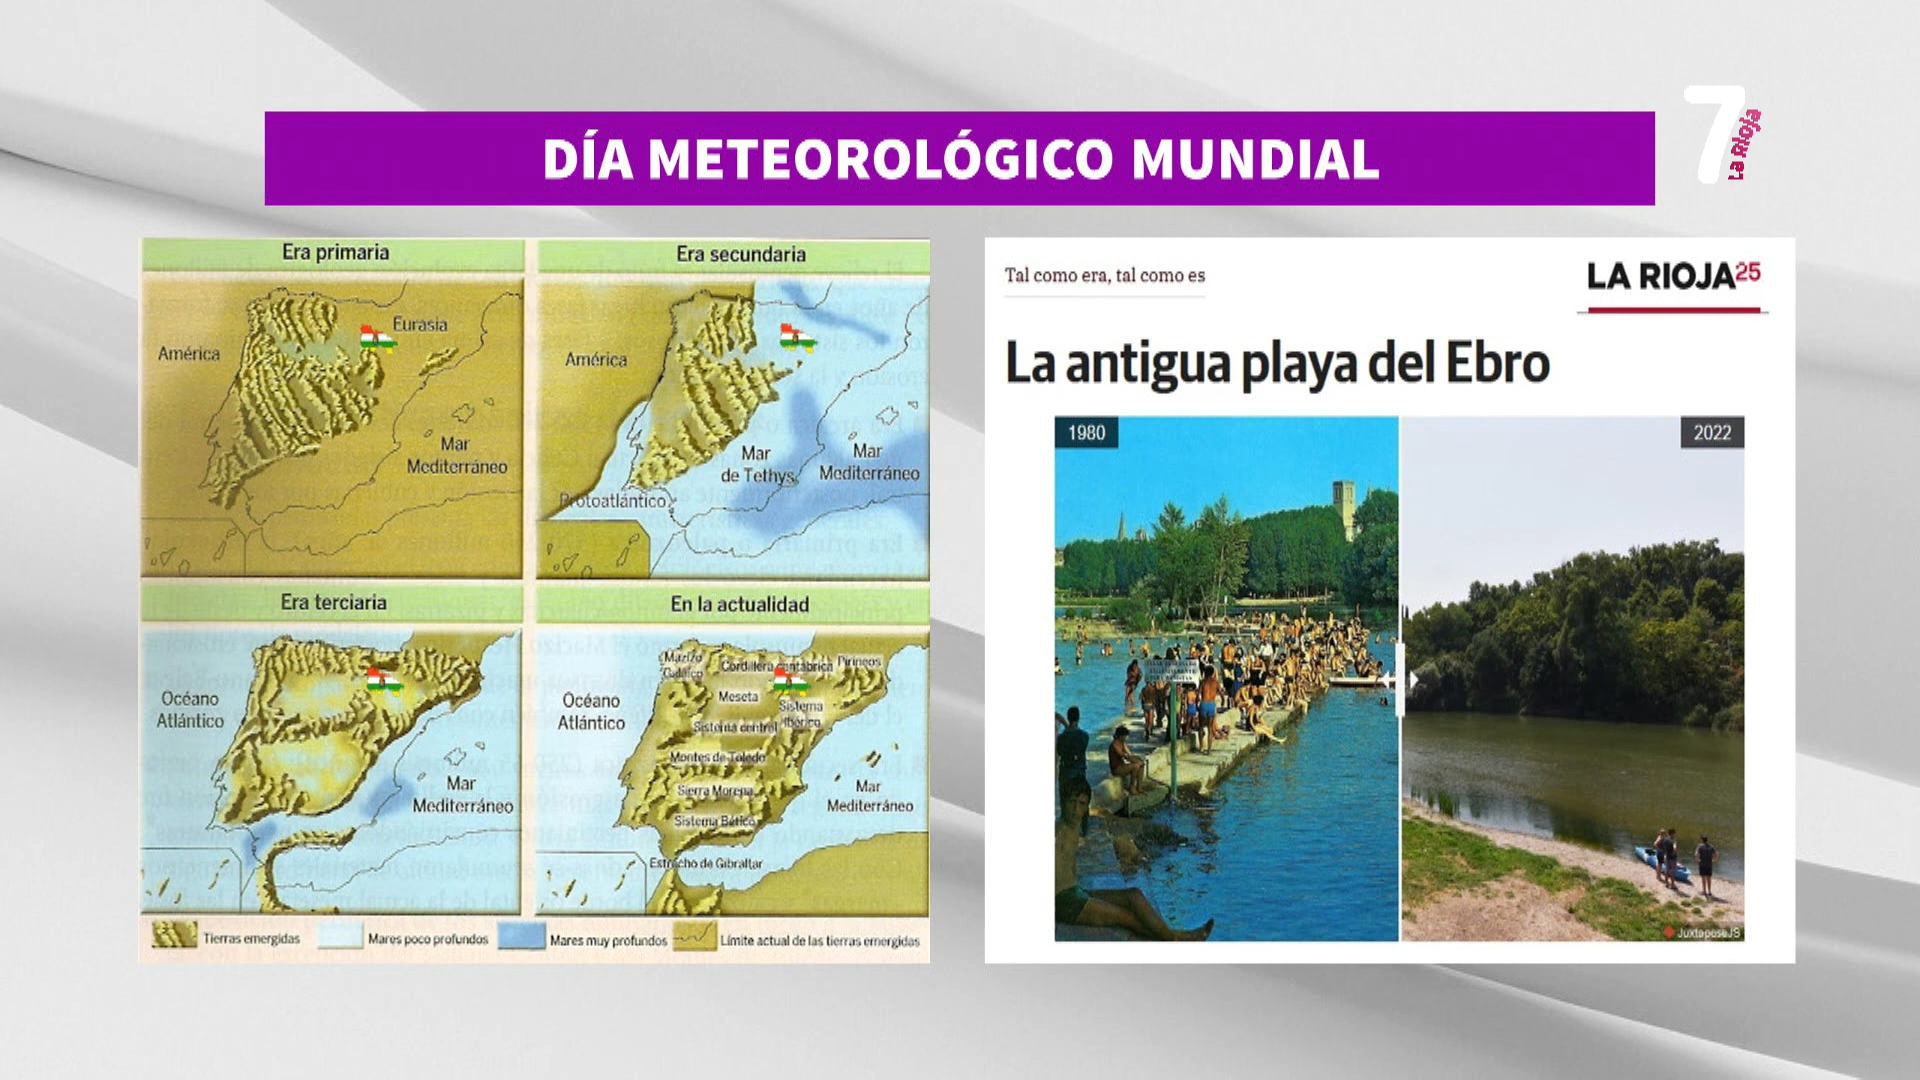 DÍA METEOROLÓGICO MUNDIAL
7 La Rioja
Era primaria
América
Eurasia
Mar
Mediterráneo
Era secundaria
América
Mar
de Tethys
Mar
Mediterráneo
Protoatlántico
Era terciaria
Océano
Atlántico
Mar
Mediterráneo
En la actualidad
Macizo
Galaico
Cordillera cantábrica
Pirineos
Océano
Atlántico
Meseta
Sistema
Ibérico
Sistema central
Montes de Toledo
Sierra Morena
Mar
Mediterráneo
Sistema Bético
Estrecho de Gibraltar
Tierras emergidas
Mares poco profundos
Mares muy profundos
Límite actual de las tierras emergidas
Tal como era, tal como es
LA RIOJA25
La antigua playa del Ebro
1980
2022
JuxtaposeJS